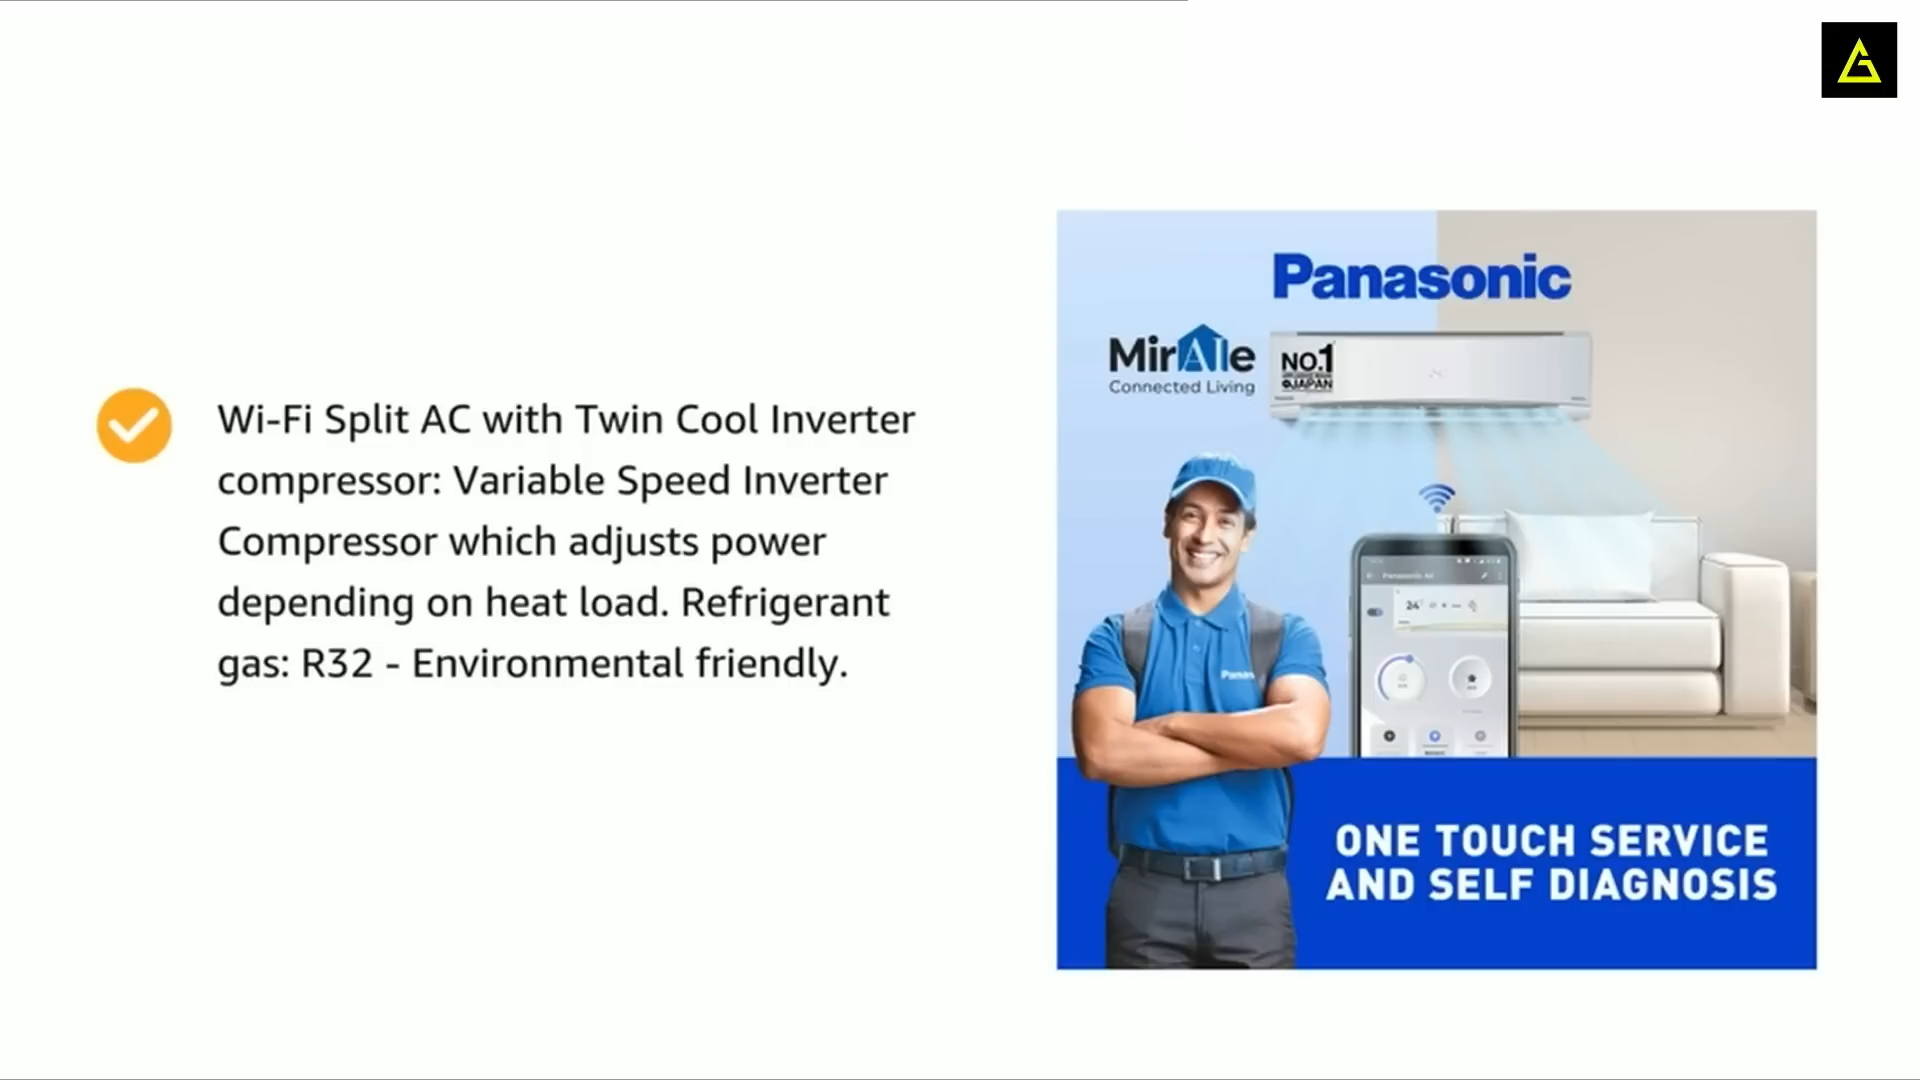 Wi-Fi Split AC with Twin Cool Inverter
compressor: Variable Speed Inverter
Compressor which adjusts power
depending on heat load. Refrigerant
gas: R32 - Environmental friendly.
Panasonic
MirAIe
Connected Living
NO.1
JAPAN
24°
ONE TOUCH SERVICE
AND SELF DIAGNOSIS